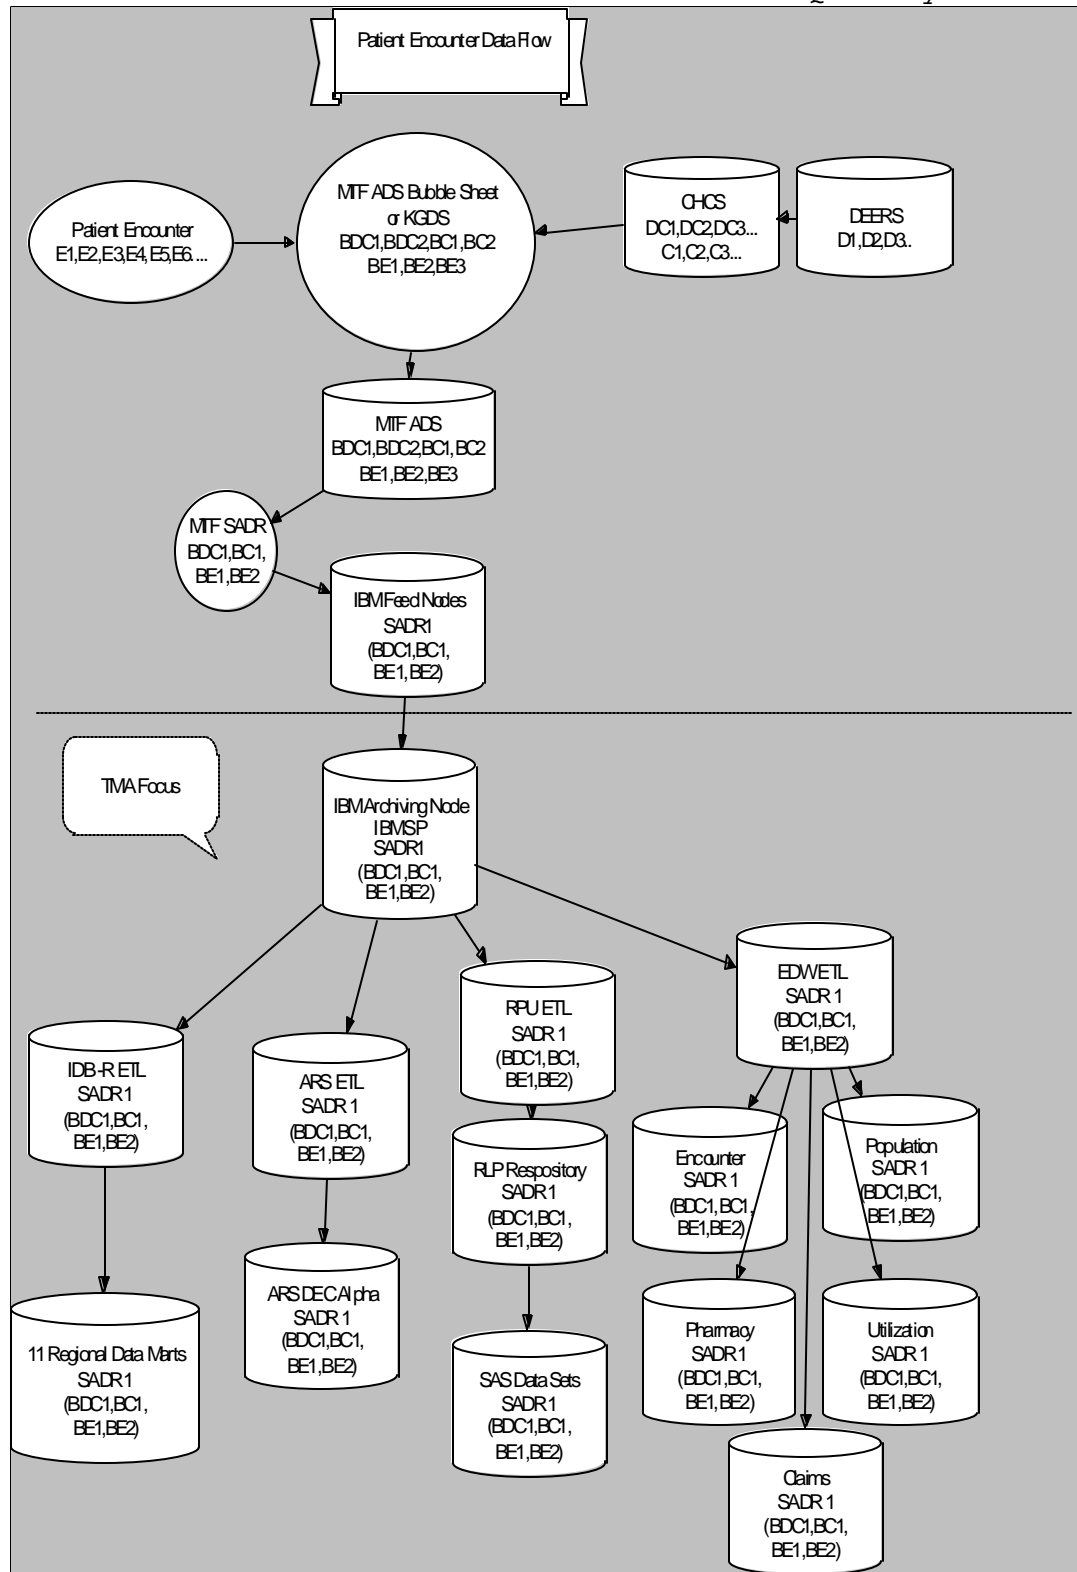 Patient Encounter Data Flow
Patient Encounter
E1,E2,E3,E4,E5,E6....
MTF ADS Bubble Sheet
or KGDS
BDC1,BDC2,BC1,BC2
BE1,BE2,BE3
CHCS
DC1,DC2,DC3...
C1,C2,C3...
DEERS
D1,D2,D3..
MTF ADS
BDC1,BDC2,BC1,BC2
BE1,BE2,BE3
MTF SADR
BDC1,BC1,
BE1,BE2
IBM Feed Nodes
SADR1
(BDC1,BC1,
BE1,BE2)
TMA Focus
IBM Archiving Node
IBMSP
SADR1
(BDC1,BC1,
BE1,BE2)
IDB-R ETL
SADR 1
(BDC1,BC1,
BE1,BE2)
ARS ETL
SADR 1
(BDC1,BC1,
BE1,BE2)
RPU ETL
SADR 1
(BDC1,BC1,
BE1,BE2)
EDW ETL
SADR 1
(BDC1,BC1,
BE1,BE2)
RLP Respository
SADR 1
(BDC1,BC1,
BE1,BE2)
Encounter
SADR 1
(BDC1,BC1,
BE1,BE2)
Population
SADR 1
(BDC1,BC1,
BE1,BE2)
11 Regional Data Marts
SADR 1
(BDC1,BC1,
BE1,BE2)
ARS DEC Alpha
SADR 1
(BDC1,BC1,
BE1,BE2)
SAS Data Sets
SADR 1
(BDC1,BC1,
BE1,BE2)
Pharmacy
SADR 1
(BDC1,BC1,
BE1,BE2)
Utilization
SADR 1
(BDC1,BC1,
BE1,BE2)
Claims
SADR 1
(BDC1,BC1,
BE1,BE2)